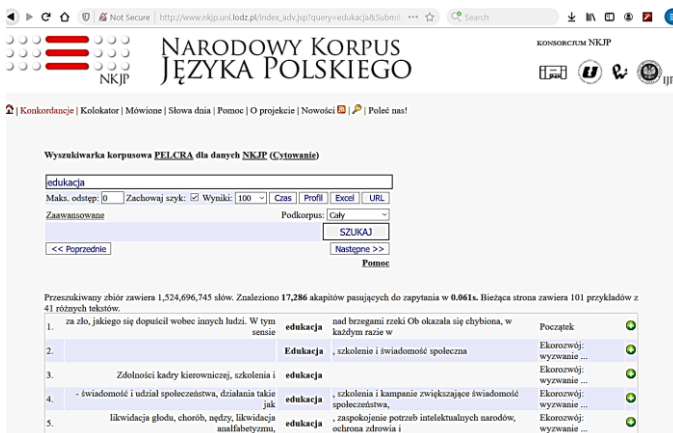 Not Secure http://www.nkjp.uni.lodz.pl/index_adv.jsp?query=edukacja&Submit
Search
NKJP
NARODOWY KORPUS
JĘZYKA POLSKIEGO
KONSORCJUM NKJP
| Konkordancje | Kolokator | Mówione | Słowa dnia | Pomoc | O projekcie | Nowości | | Poleć nas!
Wyszukiwarka korpusowa PELCRA dla danych NKJP (Cytowanie)
edukacja
Maks. odstęp: 0 Zachowaj szyk: Wyniki: 100 Czas Profil Excel URL
Zaawansowane Podkorpus: Cały
SZUKAJ
<< Poprzednie Następne >>
Pomoc
Przeszukiwany zbiór zawiera 1,524,696,745 słów. Znaleziono 17,286 akapitów pasujących do zapytania w 0.061s. Bieżąca strona zawiera 101 przykładów z
41 różnych tekstów.
1. za zło, jakiego się dopuścił wobec innych ludzi. W tym sensie edukacja nad brzegami rzeki Ob okazała się chybiona, w każdym razie w Początek
2. Edukacja , szkolenie i świadomość społeczna Ekorozwój: wyzwanie ...
3. Zdolności kadry kierowniczej, szkolenia i edukacja Ekorozwój: wyzwanie ...
4. - świadomość i udział społeczeństwa, działania takie jak edukacja , szkolenia i kampanie zwiększające świadomość społeczeństwa, Ekorozwój: wyzwanie ...
5. likwidacja głodu, chorób, nędzy, likwidacja analfabetyzmu, edukacja , zaspokojenie potrzeb intelektualnych narodów, ochrona zdrowia i Ekorozwój: wyzwanie ...